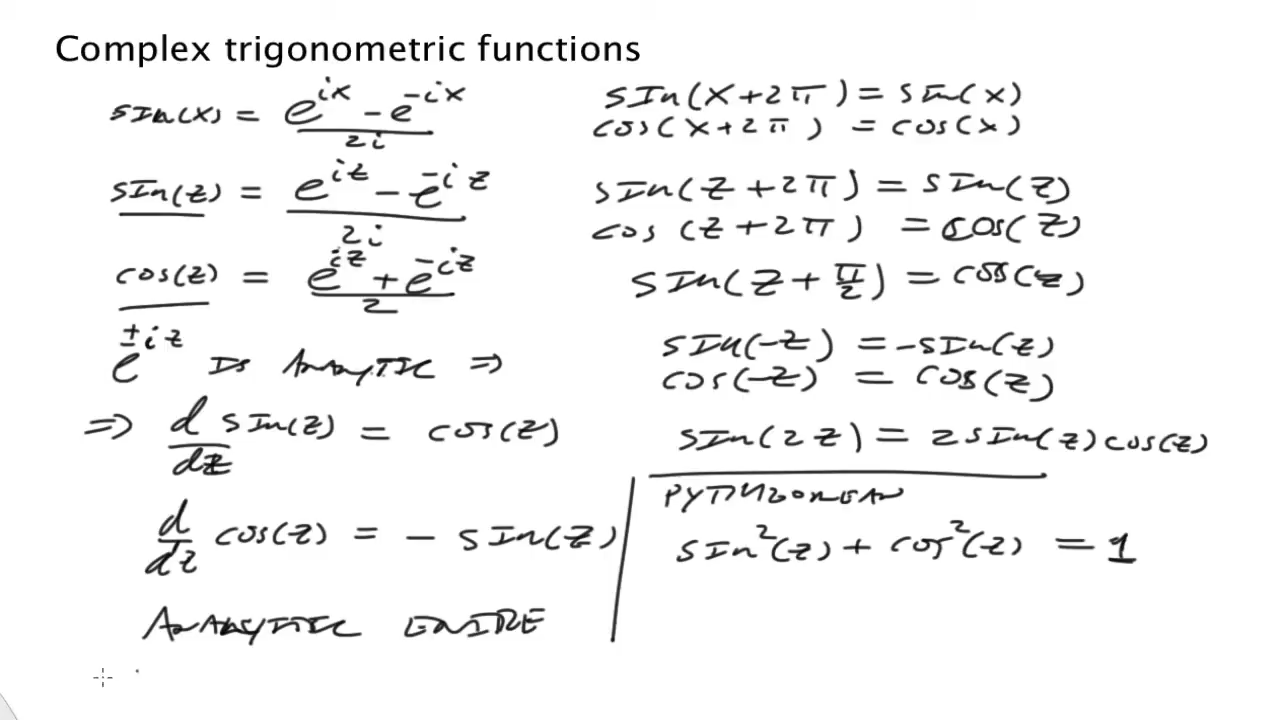 Complex trigonometric functions
sin(x) = (e^{ix} - e^{-ix}) / 2i
sin(z) = (e^{iz} - e^{-iz}) / 2i
cos(z) = (e^{iz} + e^{-iz}) / 2
e^{±iz} IS ANALYTIC ⇒
⇒ d/dz sin(z) = cos(z)
d/dz cos(z) = - sin(z)
ANALYTIC ENTIRE
sin(x+2π) = sin(x)
cos(x+2π) = cos(x)
sin(z+2π) = sin(z)
cos(z+2π) = cos(z)
sin(z+π/2) = cos(z)
sin(-z) = -sin(z)
cos(-z) = cos(z)
sin(2z) = 2 sin(z) cos(z)
PYTHAGOREAN
sin²(z) + cos²(z) = 1